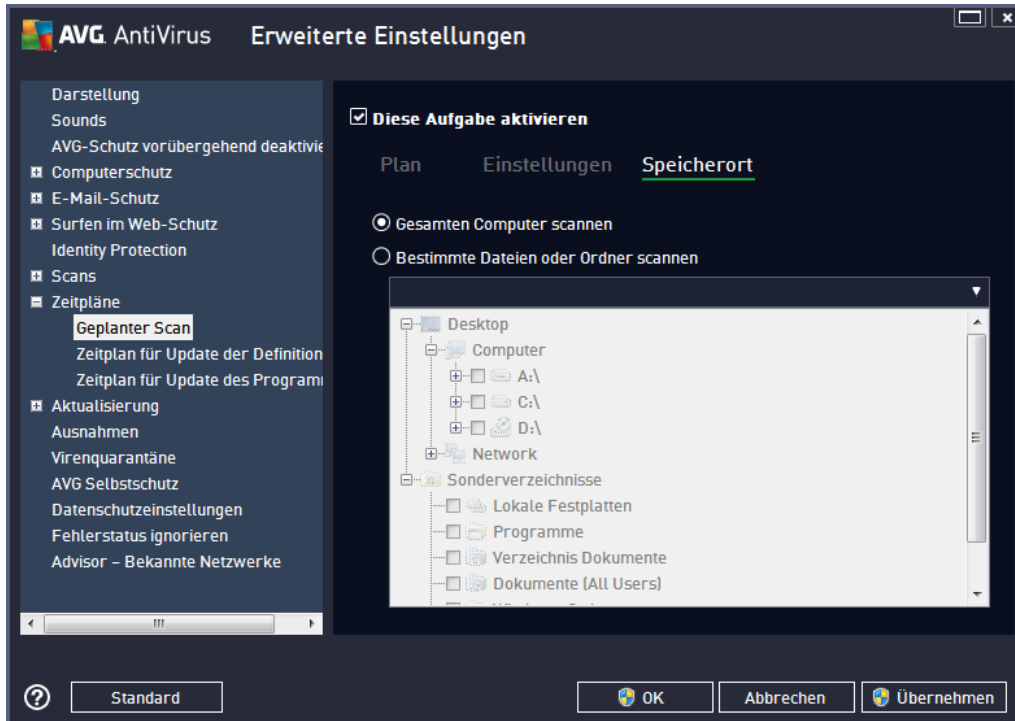 AVG AntiVirus Erweiterte Einstellungen
Darstellung
Sounds
AVG-Schutz vorübergehend deaktivie
Computerschutz
E-Mail-Schutz
Surfen im Web-Schutz
Identity Protection
Scans
Zeitpläne
Geplanter Scan
Zeitplan für Update der Definition
Zeitplan für Update des Program
Aktualisierung
Ausnahmen
Virenquarantäne
AVG Selbstschutz
Datenschutzeinstellungen
Fehlerstatus ignorieren
Advisor – Bekannte Netzwerke
Diese Aufgabe aktivieren
Plan Einstellungen Speicherort
Gesamten Computer scannen
Bestimmte Dateien oder Ordner scannen
Desktop
Computer
A:\
C:\
D:\
Network
Sonderverzeichnisse
Lokale Festplatten
Programme
Verzeichnis Dokumente
Dokumente (All Users)
? Standard OK Abbrechen Übernehmen